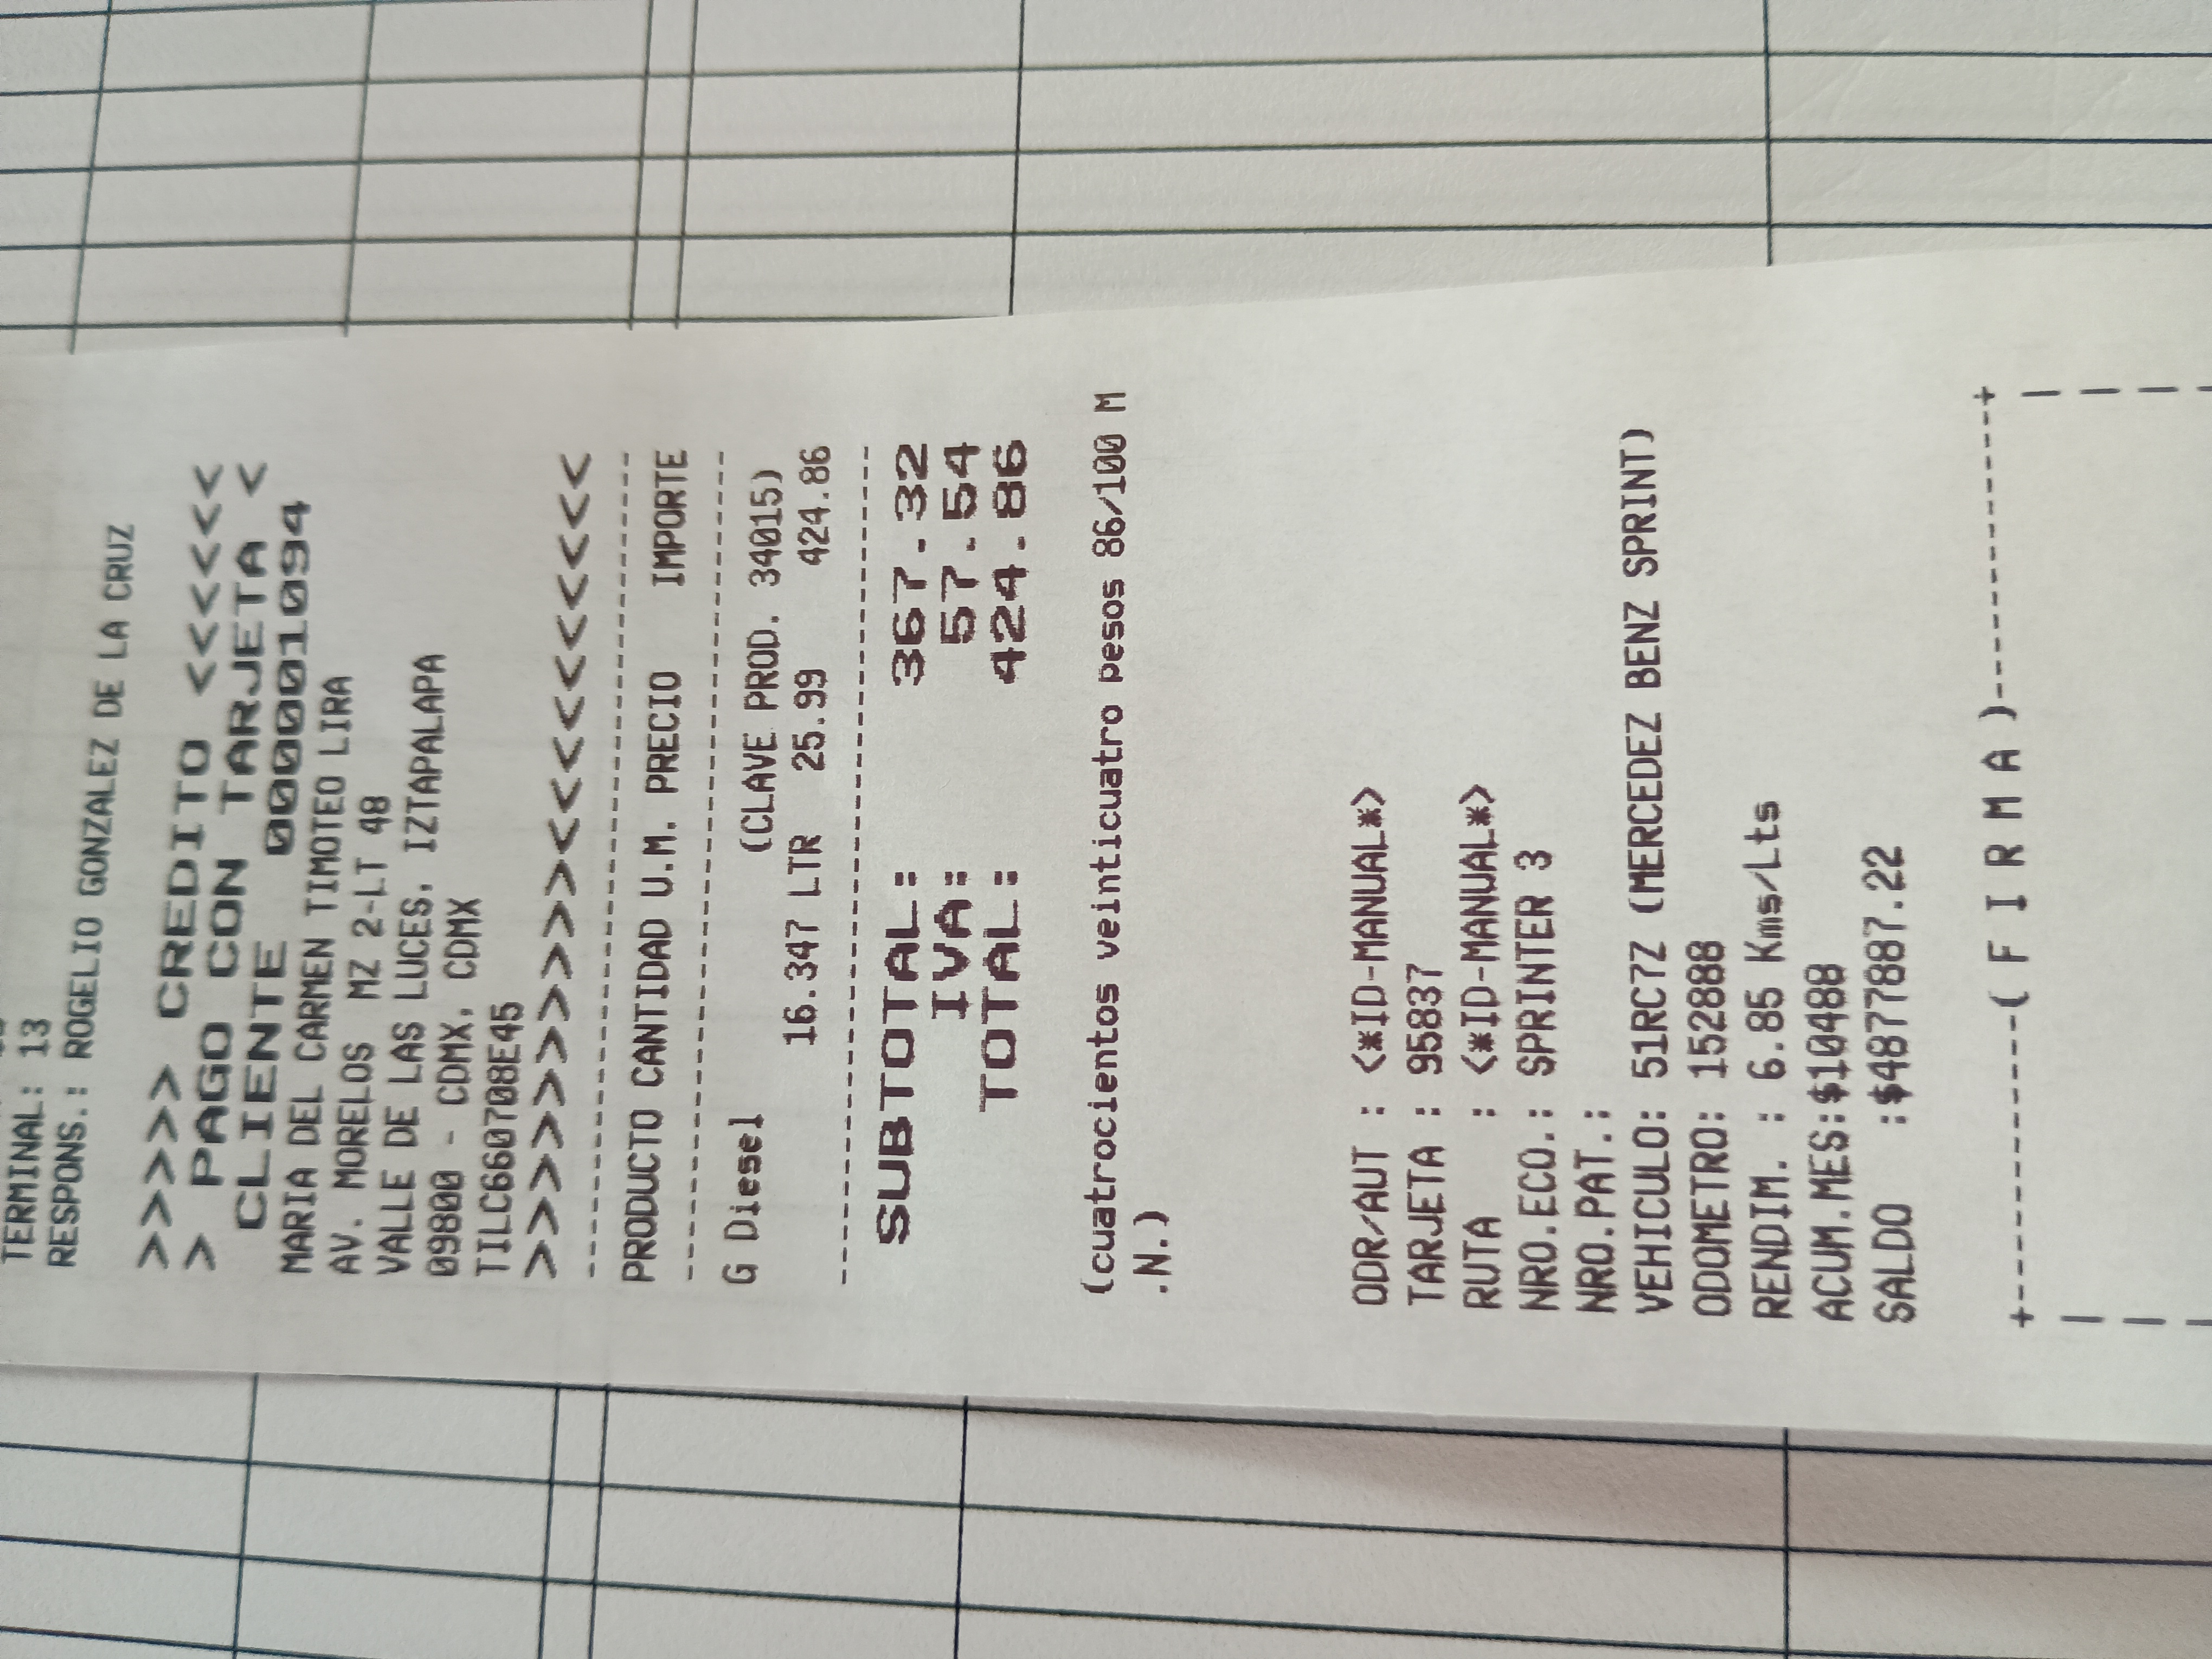 TERMINAL: 13
RESPONS.: ROGELIO GONZALEZ DE LA CRUZ
>>>> CREDITO <<<<<
> PAGO CON TARJETA <
CLIENTE 0000001094
MARIA DEL CARMEN TIMOTEO LIRA
AV. MORELOS MZ 2-LT 48
VALLE DE LAS LUCES, IZTAPALAPA
09800 - CDMX, CDMX
TILC660708E45
>>>>>>>>>><<<<<<<<<<
--------------------------------
PRODUCTO CANTIDAD U.M. PRECIO IMPORTE
--------------------------------
G Diesel (CLAVE PROD. 34015)
16.347 LTR 25.99 424.86
--------------------------------
SUBTOTAL: 367.32
IVA: 57.54
TOTAL: 424.86
(cuatrocientos veinticuatro pesos 86/100 M
.N.)
ODR/AUT : <*ID-MANUAL*>
TARJETA : 95837
RUTA : <*ID-MANUAL*>
NRO.ECO.: SPRINTER 3
NRO.PAT.:
VEHICULO: 51RC7Z (MERCEDEZ BENZ SPRINT)
ODOMETRO: 152888
RENDIM. : 6.85 Kms/Lts
ACUM.MES:$10488
SALDO :$4877887.22
+------------( F I R M A )------------+